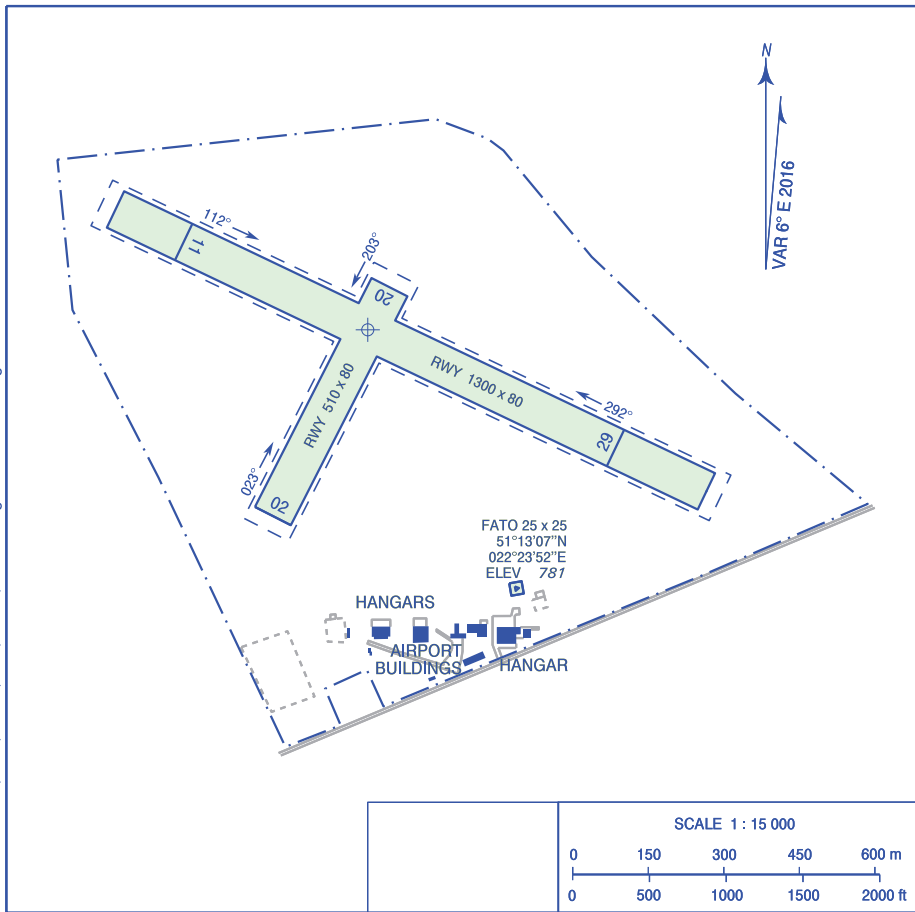 N
VAR 6° E 2016
112°
11
203°
20
RWY 1300 x 80
292°
29
RWY 510 x 80
023°
02
FATO 25 x 25
51°13'07"N
022°23'52"E
ELEV 781
HANGARS
AIRPORT
BUILDINGS
HANGAR
SCALE 1 : 15 000
0 150 300 450 600 m
0 500 1000 1500 2000 ft